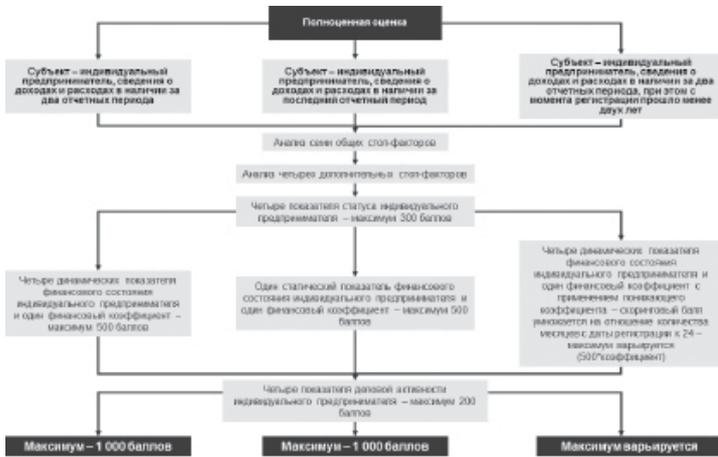 Полноценная оценка
Субъект – индивидуальный
предприниматель, сведения о
доходах и расходах в наличии за
два отчетных периода
Субъект – индивидуальный
предприниматель, сведения о
доходах и расходах в наличии за
последний отчетный период
Субъект – индивидуальный
предприниматель, сведения о
доходах и расходах в наличии за два
отчетных периода, при этом с
момента регистрации прошло менее
двух лет
Анализ семи общих стоп-факторов
Анализ четырех дополнительных стоп-факторов
Четыре показателя статуса индивидуального
предпринимателя – максимум 300 баллов
Четыре динамических показателя
финансового состояния
индивидуального предпринимателя
и один финансовый коэффициент –
максимум 500 баллов
Один статический показатель финансового
состояния индивидуального предпринимателя и
один финансовый коэффициент – максимум 500
баллов
Четыре динамических показателя
финансового состояния
индивидуального предпринимателя и
один финансовый коэффициент с
применением понижающего
коэффициента – скоринговый балл
умножается на отношение количества
месяцев с даты регистрации к 24 –
максимум варьируется
(500*коэффициент)
Четыре показателя деловой активности
индивидуального предпринимателя – максимум 200
баллов
Максимум – 1 000 баллов
Максимум – 1 000 баллов
Максимум варьируется